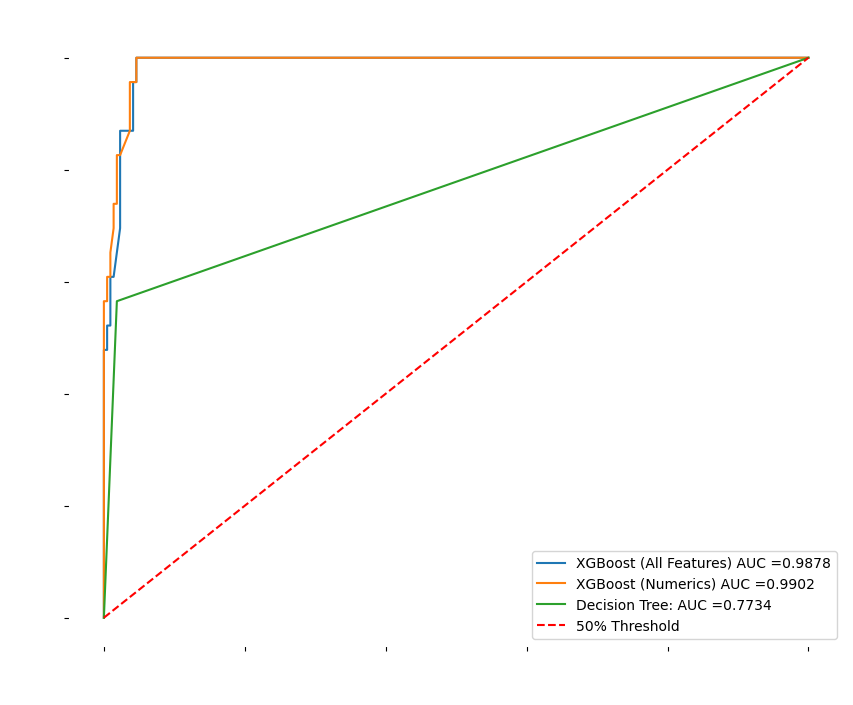 XGBoost (All Features) AUC =0.9878
XGBoost (Numerics) AUC =0.9902
Decision Tree: AUC =0.7734
50% Threshold